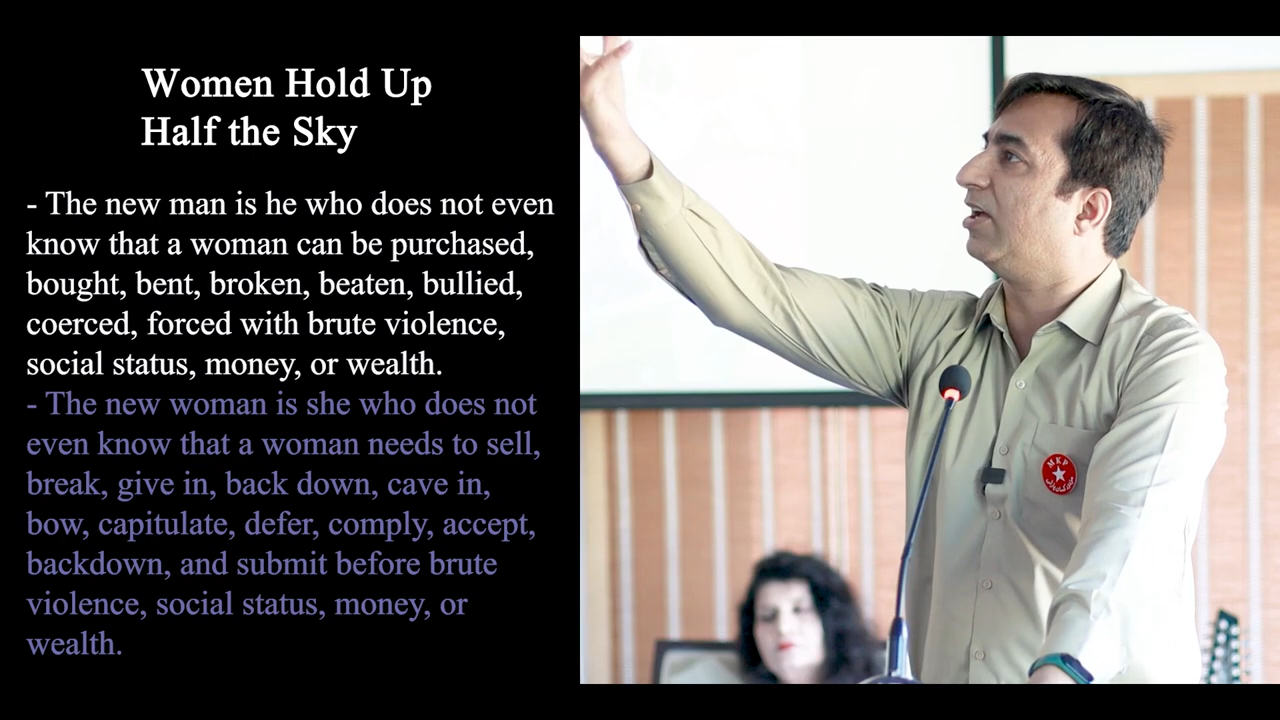 Women Hold Up
Half the Sky
- The new man is he who does not even
know that a woman can be purchased,
bought, bent, broken, beaten, bullied,
coerced, forced with brute violence,
social status, money, or wealth.
- The new woman is she who does not
even know that a woman needs to sell,
break, give in, back down, cave in,
bow, capitulate, defer, comply, accept,
backdown, and submit before brute
violence, social status, money, or
wealth.
MKP